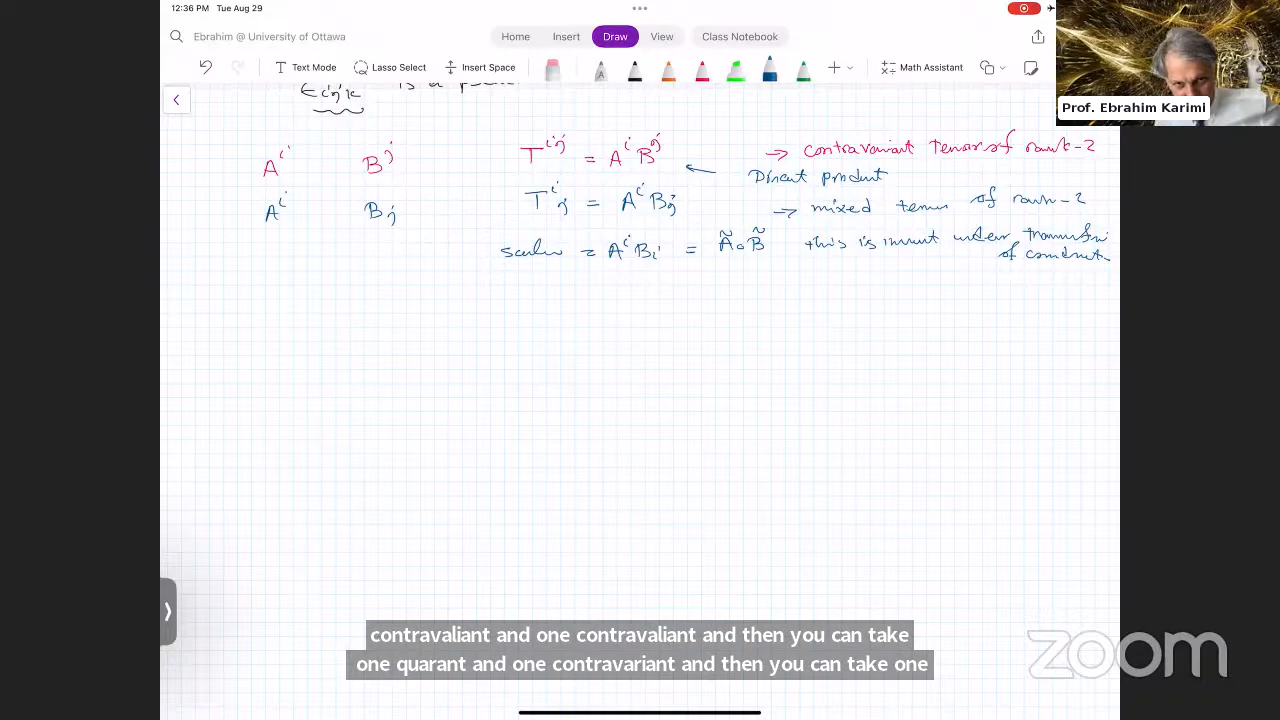 12:36 PM Tue Aug 29
Ebrahim @ University of Ottawa
Home Insert Draw View Class Notebook
Text Mode Lasso Select Insert Space Math Assistant
Prof. Ebrahim Karimi
ϵijk is a
A^i B^j T^ij = A^i B^j → contravariant tensor of rank-2
← Direct product
A^i B_j T^i_j = A^i B_j → mixed tensor of rank-2
scalar = A^i B_i = Ã∘B̃ this is under
of
contravaliant and one contravaliant and then you can take
one quarant and one contravariant and then you can take one
zoom